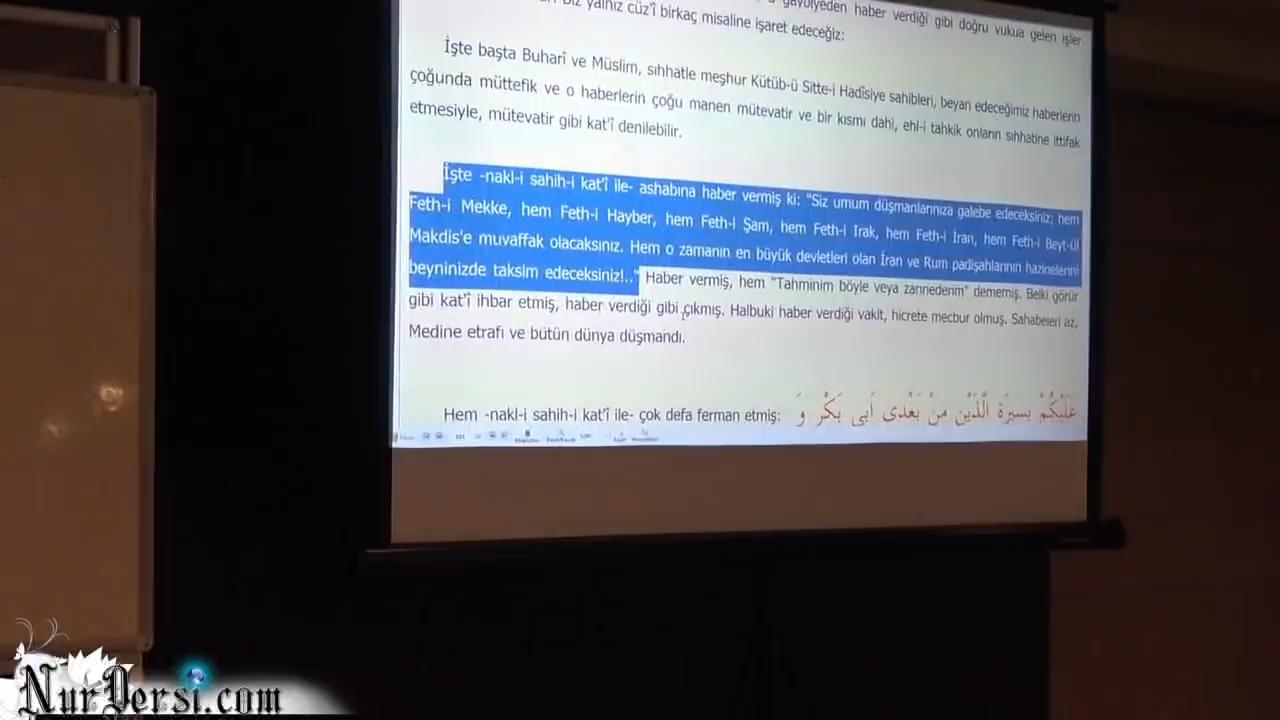 gaybiyeden haber verdiği gibi doğru vukua gelen işler
Biz yalnız cüz'î birkaç misaline işaret edeceğiz:
İşte başta Buharî ve Müslim, sıhhatle meşhur Kütüb-ü Sitte-i Hadîsiye sahibleri, beyan edeceğimiz haberlerin
çoğunda müttefik ve o haberlerin çoğu manen mütevatir ve bir kısmı dahi, ehl-i tahkik onların sıhhatine ittifak
etmesiyle, mütevatir gibi kat'î denilebilir.
İşte -nakl-i sahih-i kat'î ile- ashabına haber vermiş ki: "Siz umum düşmanlarınıza galebe edeceksiniz; hem
Feth-i Mekke, hem Feth-i Hayber, hem Feth-i Şam, hem Feth-i Irak, hem Feth-i İran, hem Feth-i Beyt-ül
Makdis'e muvaffak olacaksınız. Hem o zamanın en büyük devletleri olan İran ve Rum padişahlarının hazinelerini
beyninizde taksim edeceksiniz!.." Haber vermiş, hem "Tahminim böyle veya zannederim" dememiş. Belki görür
gibi kat'î ihbar etmiş, haber verdiği gibi çıkmış. Halbuki haber verdiği vakit, hicrete mecbur olmuş. Sahabeleri az,
Medine etrafı ve bütün dünya düşmandı.
Hem -nakl-i sahih-i kat'î ile- çok defa ferman etmiş: عَلَيْكُمْ بِسِيرَةِ الَّذَيْنِ مِنْ بَعْدِى اَبِى بَكْرٍ وَ
NurDersi.com